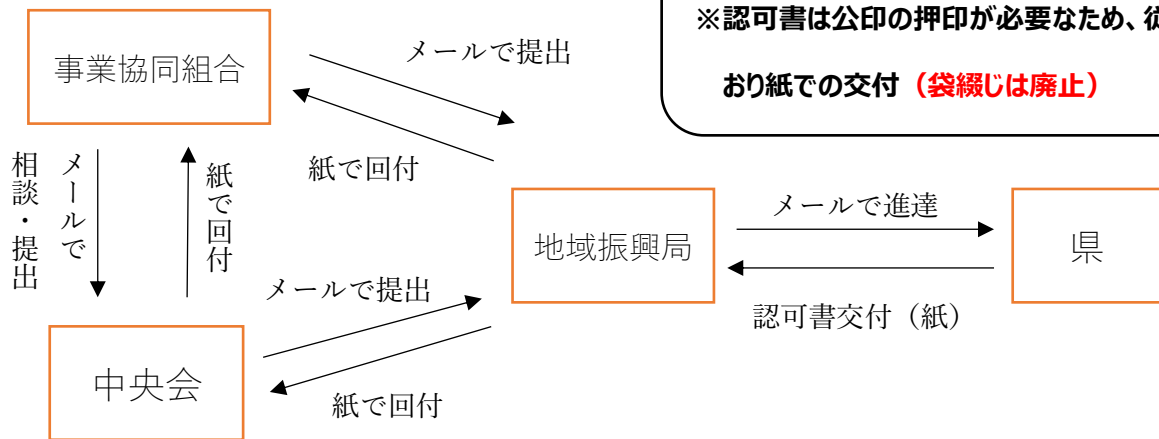 ※認可書は公印の押印が必要なため、従
おり紙での交付（袋綴じは廃止）
事業協同組合
メールで提出
紙で回付
メールで
相談・提出
紙で回付
地域振興局
メールで進達
県
認可書交付（紙）
メールで提出
中央会
紙で回付